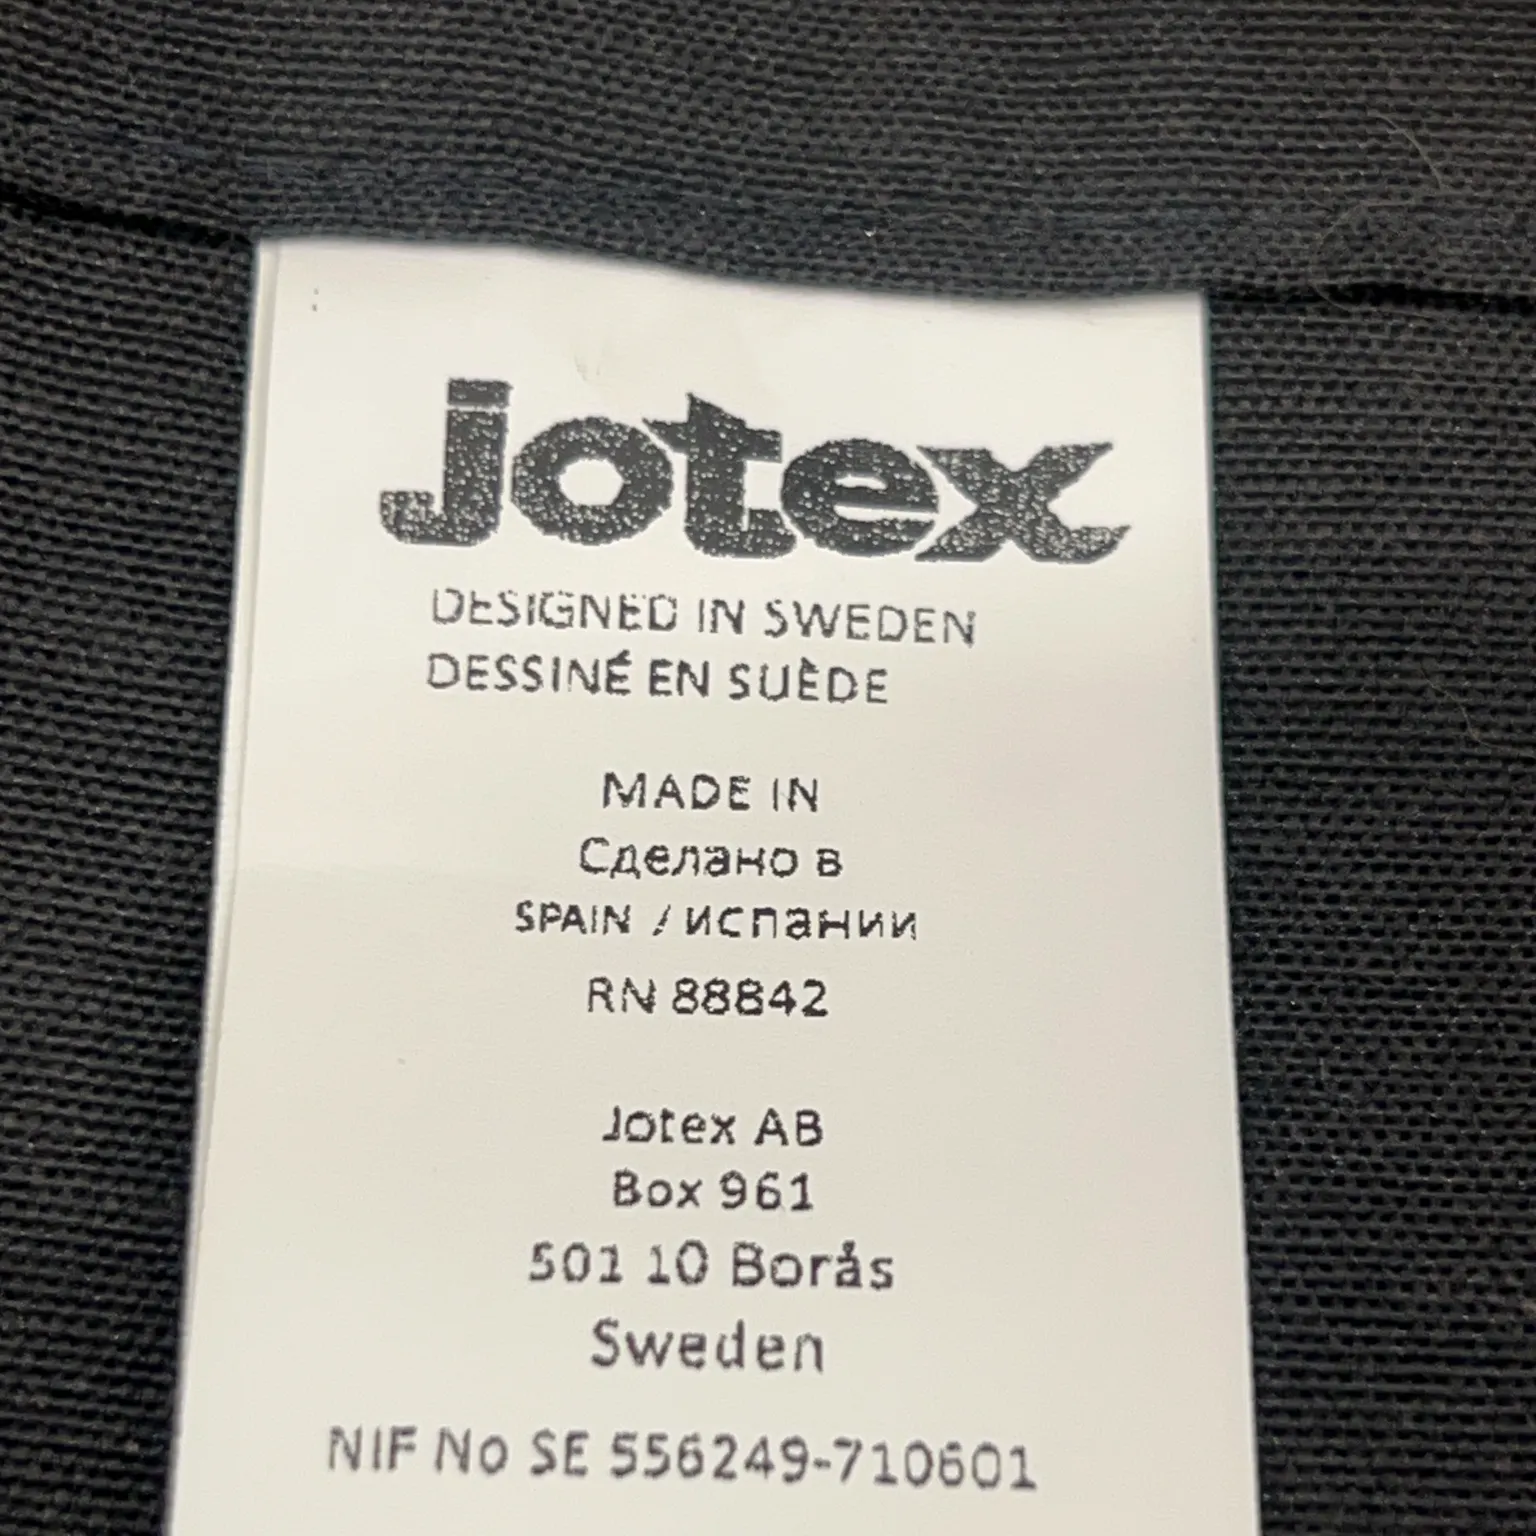 Jotex
DESIGNED IN SWEDEN
DESSINÉ EN SUÈDE
MADE IN
Сделано в
SPAIN / испании
RN 88842
Jotex AB
Box 961
501 10 Borås
Sweden
NIF No SE 556249-710601